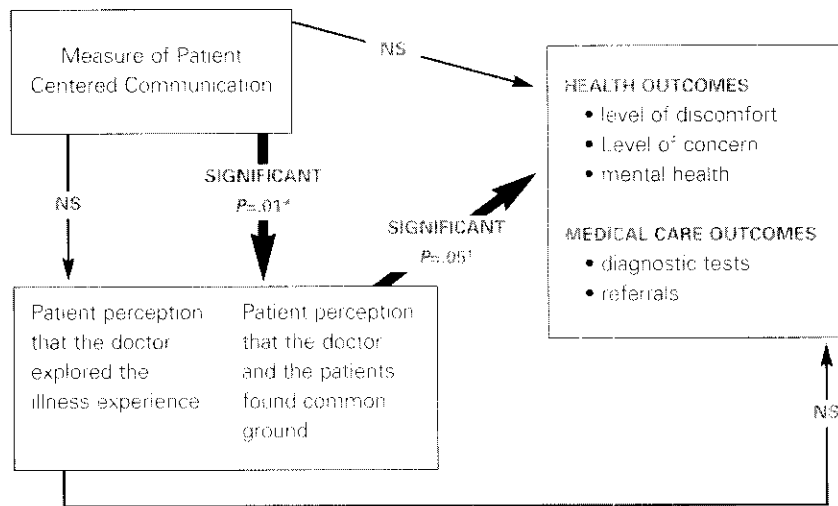 Measure of Patient
Centered Communication
NS
HEALTH OUTCOMES
• level of discomfort
• Level of concern
• mental health
MEDICAL CARE OUTCOMES
• diagnostic tests
• referrals
NS
SIGNIFICANT
P=.01*
SIGNIFICANT
P=.05†
Patient perception
that the doctor
explored the
illness experience
Patient perception
that the doctor
and the patients
found common
ground
NS